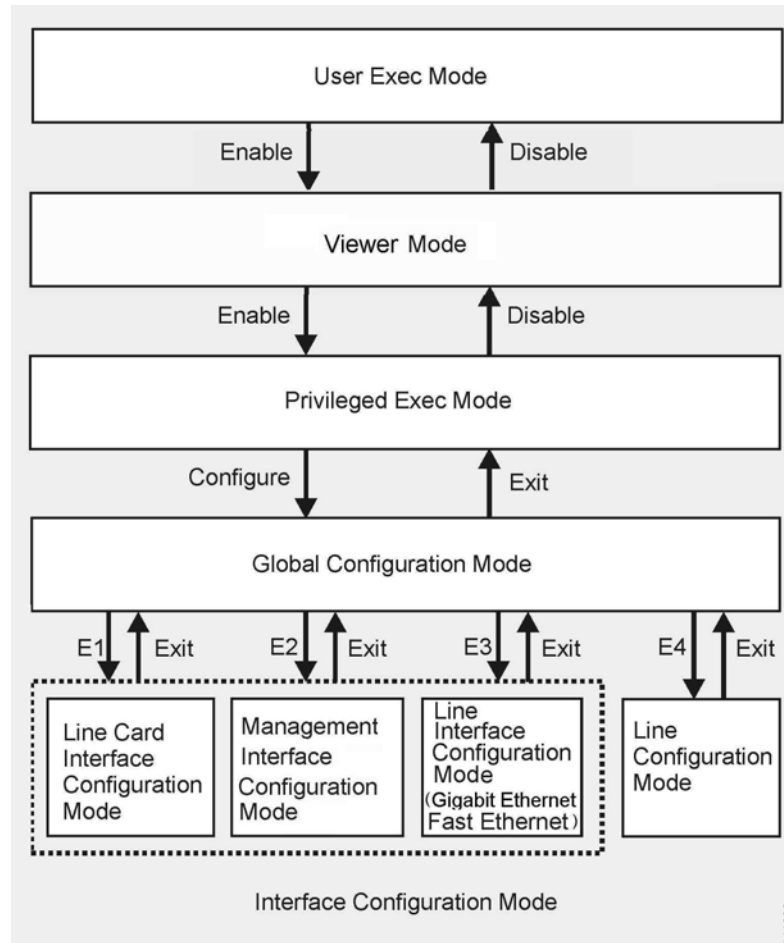 User Exec Mode
Enable
Disable
Viewer Mode
Enable
Disable
Privileged Exec Mode
Configure
Exit
Global Configuration Mode
E1
Exit
E2
Exit
E3
Exit
E4
Exit
Line Card
Interface
Configuration
Mode
Management
Interface
Configuration
Mode
Line
Interface
Configuration
Mode
(Gigabit Ethernet
Fast Ethernet)
Line
Configuration
Mode
Interface Configuration Mode